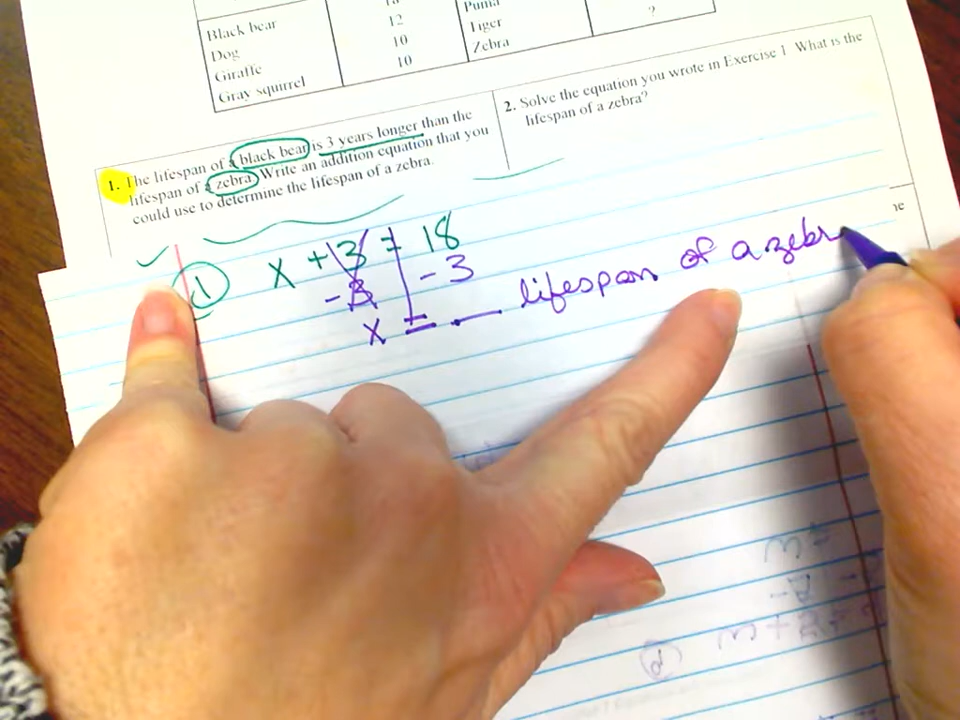 Black bear
Dog
Giraffe
Gray squirrel
12
10
10
Puma
Tiger
Zebra
?
1. The lifespan of a black bear is 3 years longer than the
lifespan of a zebra. Write an addition equation that you
could use to determine the lifespan of a zebra.
2. Solve the equation you wrote in Exercise 1. What is the
lifespan of a zebra?
1 x + 3 = 18
- 3 - 3
x = __ lifespan of a zebr